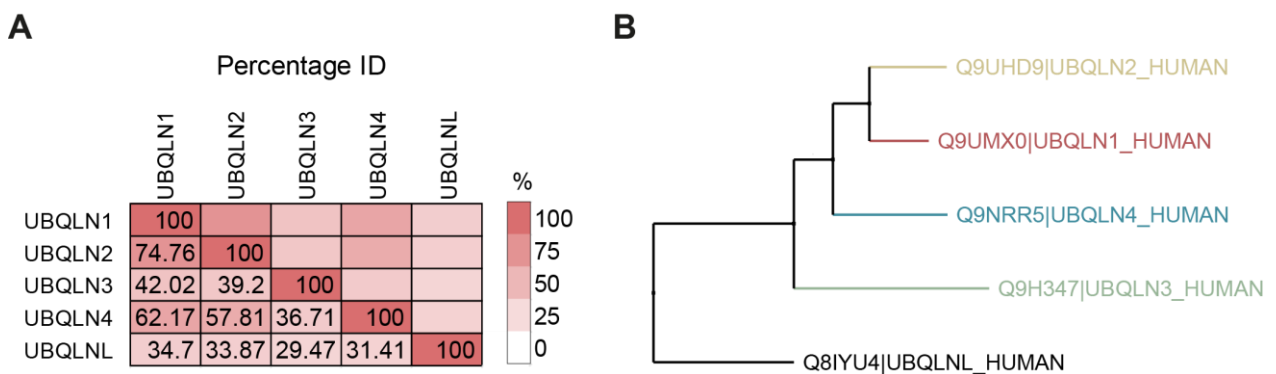 A
Percentage ID
UBQLN1 UBQLN2 UBQLN3 UBQLN4 UBQLNL
UBQLN1 100
UBQLN2 74.76 100
UBQLN3 42.02 39.2 100
UBQLN4 62.17 57.81 36.71 100
UBQLNL 34.7 33.87 29.47 31.41 100
%
100
75
50
25
0
B
Q9UHD9|UBQLN2_HUMAN
Q9UMX0|UBQLN1_HUMAN
Q9NRR5|UBQLN4_HUMAN
Q9H347|UBQLN3_HUMAN
Q8IYU4|UBQLNL_HUMAN